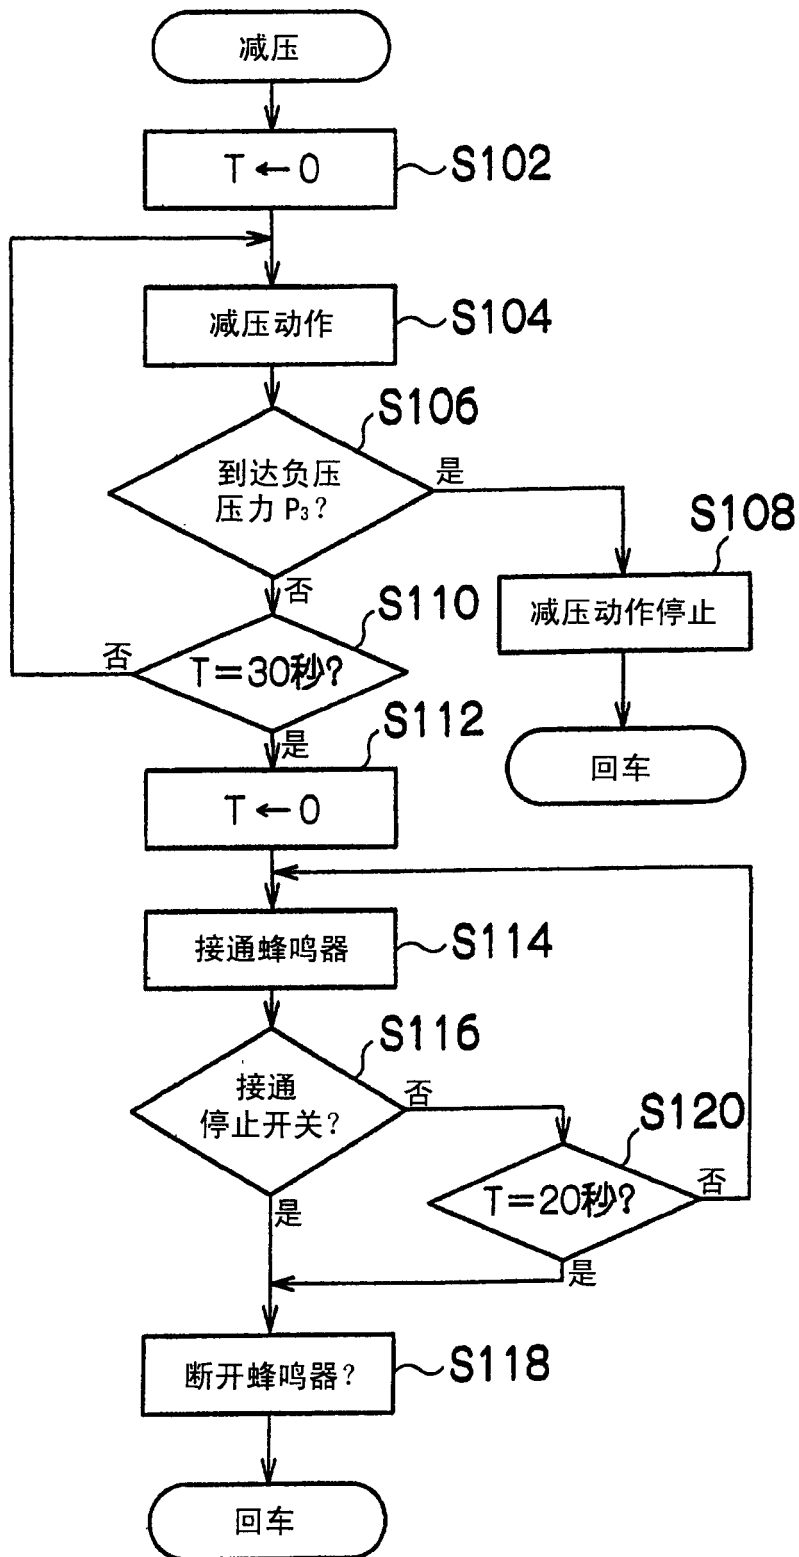 减压
T←0
S102
减压动作
S104
S106
到达负压
压力 P₃?
是
否
S108
减压动作停止
回车
S110
T=30秒?
否
是
S112
T←0
接通蜂鸣器
S114
S116
接通
停止开关?
否
是
S120
T=20秒?
否
是
断开蜂鸣器?
S118
回车